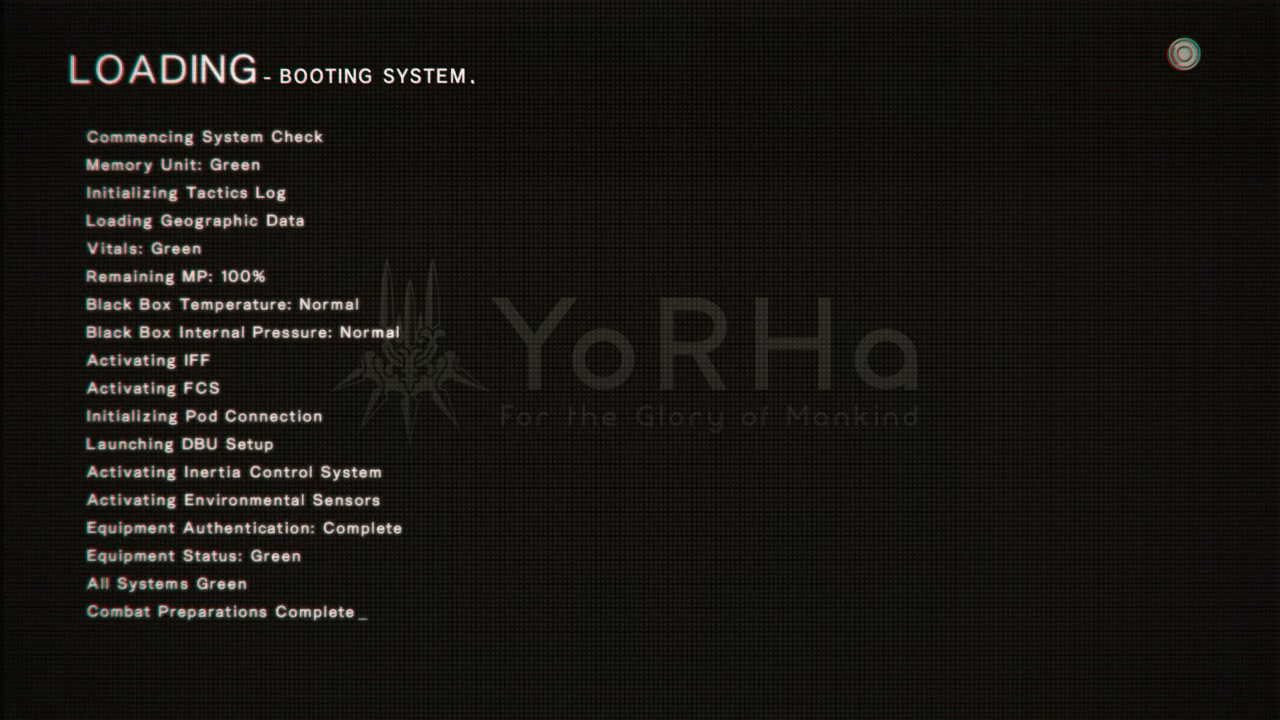 LOADING - BOOTING SYSTEM.
Commencing System Check
Memory Unit: Green
Initializing Tactics Log
Loading Geographic Data
Vitals: Green
Remaining MP: 100%
Black Box Temperature: Normal
Black Box Internal Pressure: Normal
Activating IFF
Activating FCS
Initializing Pod Connection
Launching DBU Setup
Activating Inertia Control System
Activating Environmental Sensors
Equipment Authentication: Complete
Equipment Status: Green
All Systems Green
Combat Preparations Complete_
YoRHa
For the Glory of Mankind